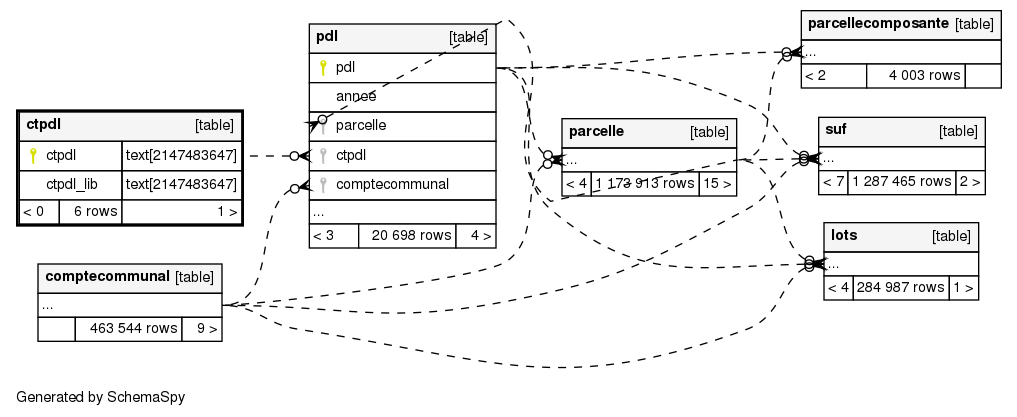 ctpdl [table]
ctpdl text[2147483647]
ctpdl_lib text[2147483647]
< 0 6 rows 1 >
comptecommunal [table]
...
463 544 rows 9 >
pdl [table]
pdl
annee
parcelle
ctpdl
comptecommunal
...
< 3 20 698 rows 4 >
parcelle [table]
...
< 4 1 173 913 rows 15 >
parcellecomposante [table]
...
< 2 4 003 rows
suf [table]
...
< 7 1 287 465 rows 2 >
lots [table]
...
< 4 284 987 rows 1 >
Generated by SchemaSpy